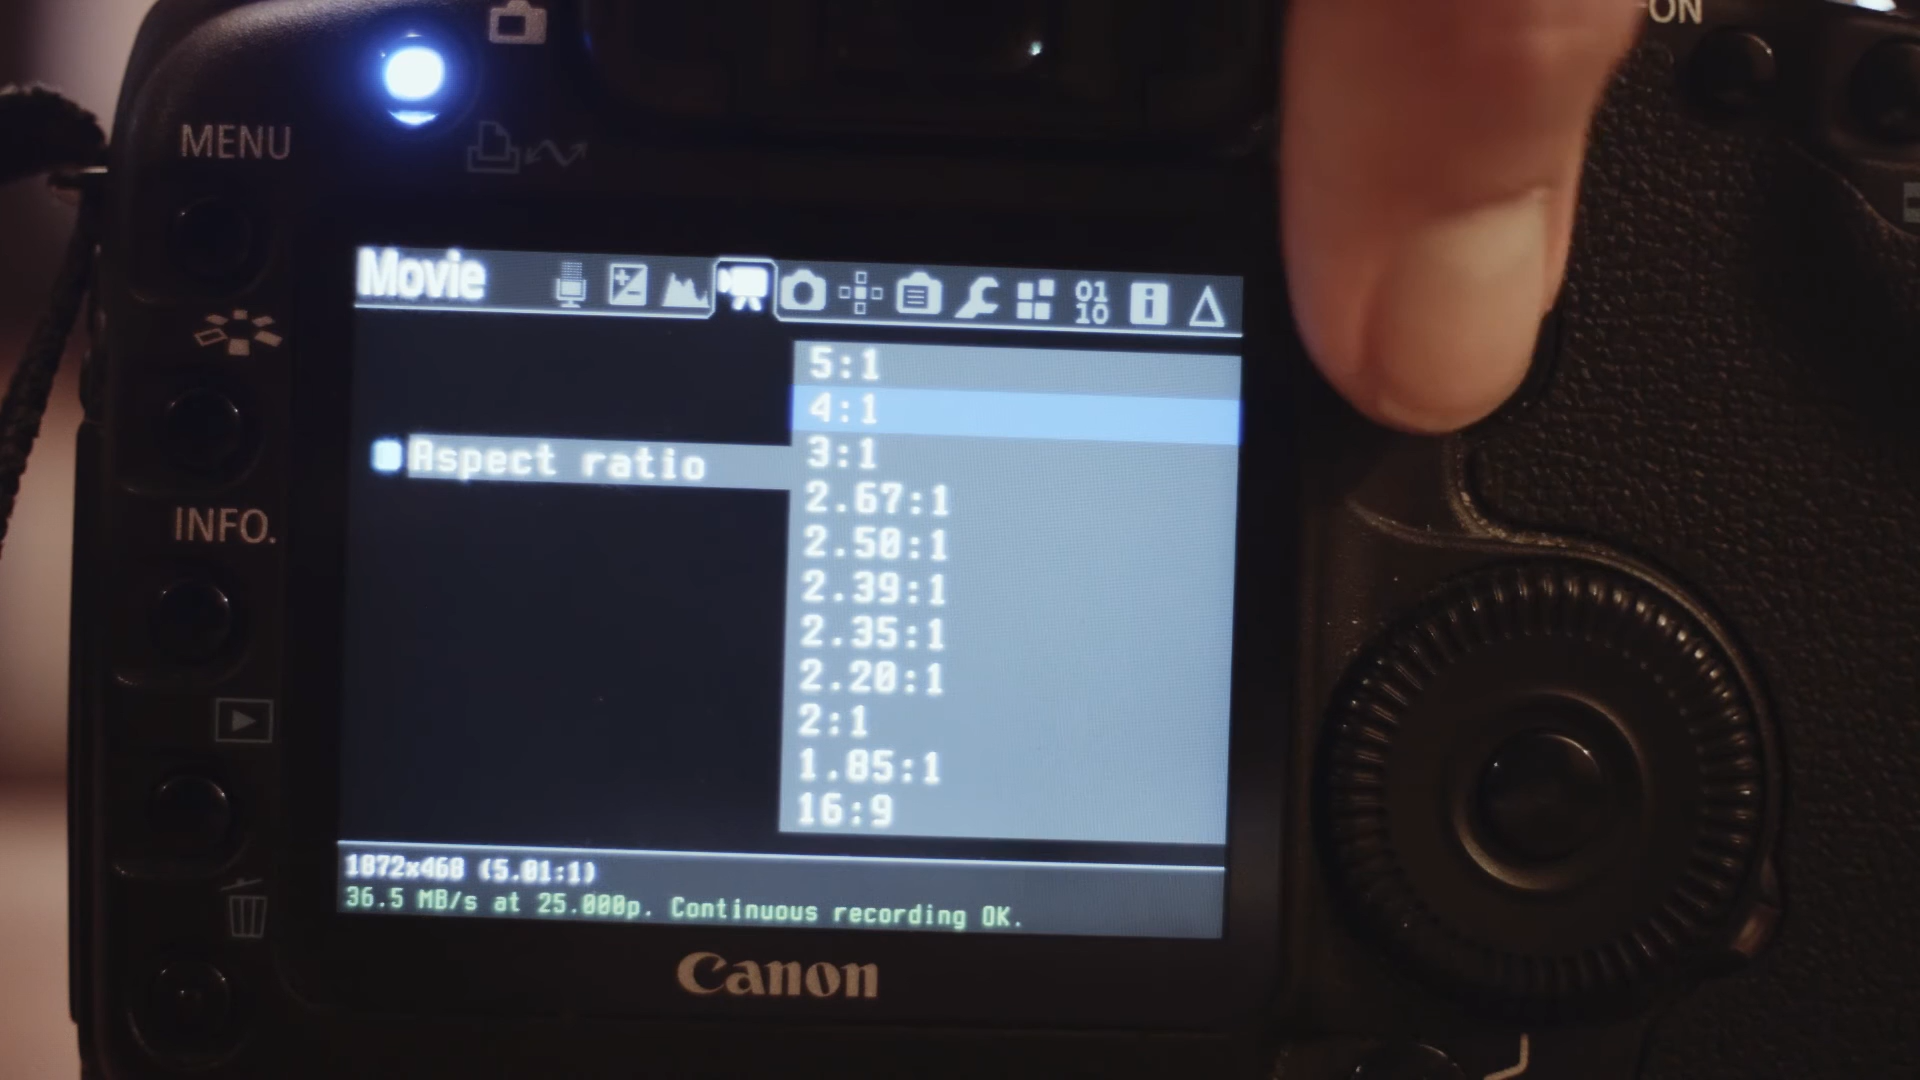 ON
MENU
Movie
01
10
5:1
4:1
Aspect ratio
3:1
2.67:1
2.50:1
INFO.
2.39:1
2.35:1
2.20:1
2:1
1.85:1
16:9
1872x468 (5.01:1)
36.5 MB/s at 25.000p. Continuous recording OK.
Canon